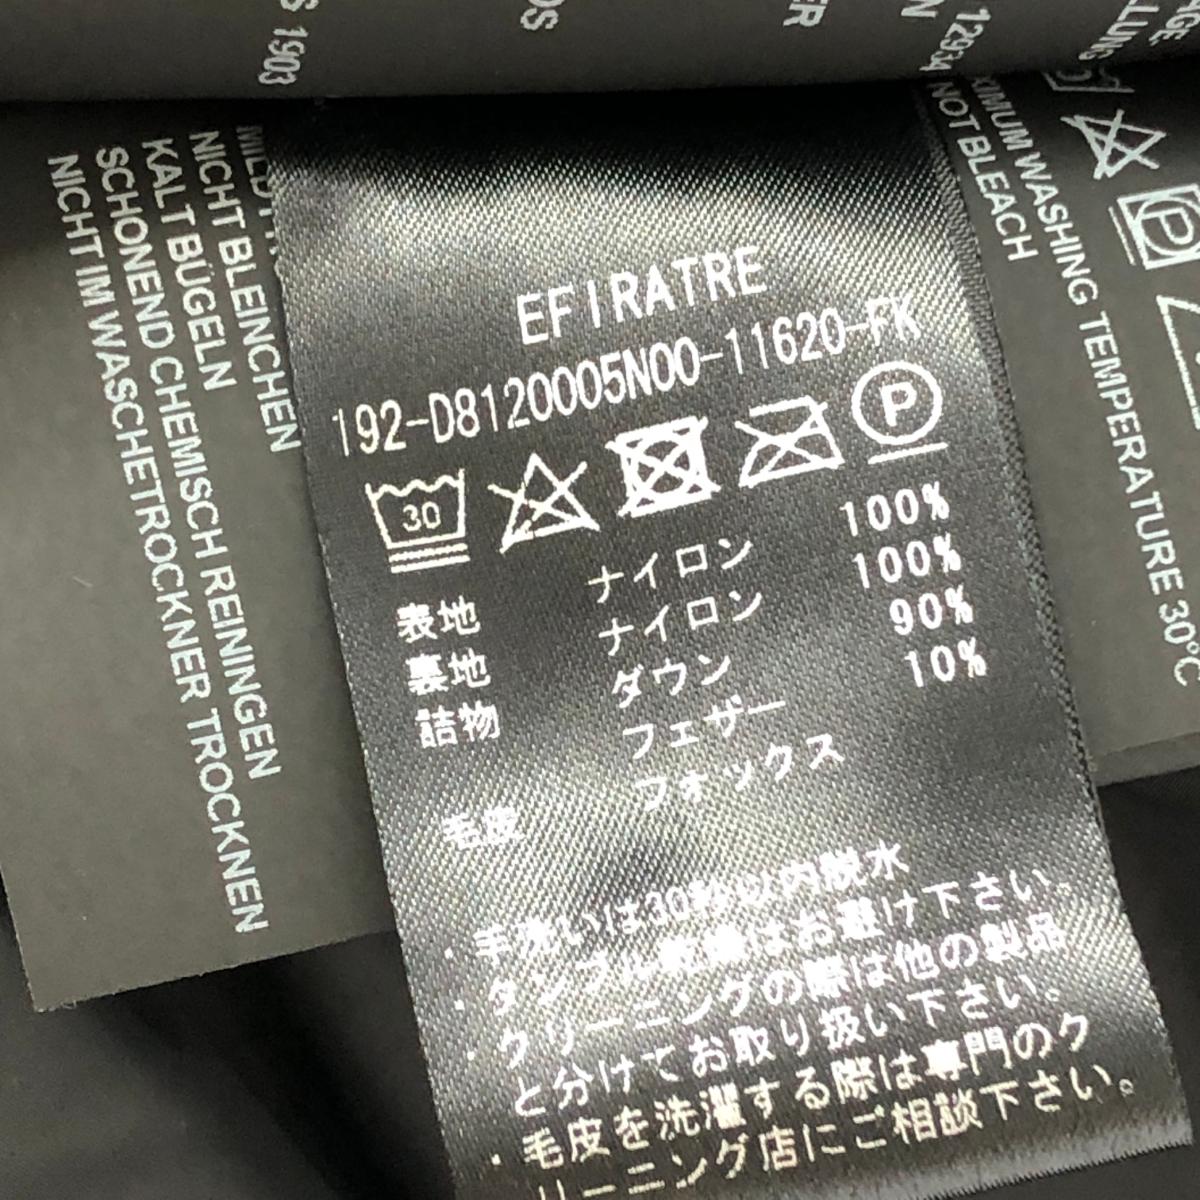 S 1903
OS
ER
N
12934
NGE
LLUNG
MILD
NICHT BLEINCHEN
KALT BÜGELN
SCHONEND CHEMISCH REININGEN
NICHT IM WASCHETROCKNER TROCKNEN
XIMUM WASHING TEMPERATURE 30°C
NOT BLEACH
P
EFIRATRE
192-D8120005N00-11620-FK
30
P
表地 ナイロン 100%
裏地 ナイロン 100%
詰物 ダウン 90%
フェザー 10%
毛皮 フォックス
・手洗いは30秒以内脱水
・タンブル乾燥はお避け下さい。
・クリーニングの際は他の製品
と分けてお取り扱い下さい。
・毛皮を洗濯する際は専門のク
リーニング店にご相談下さい。